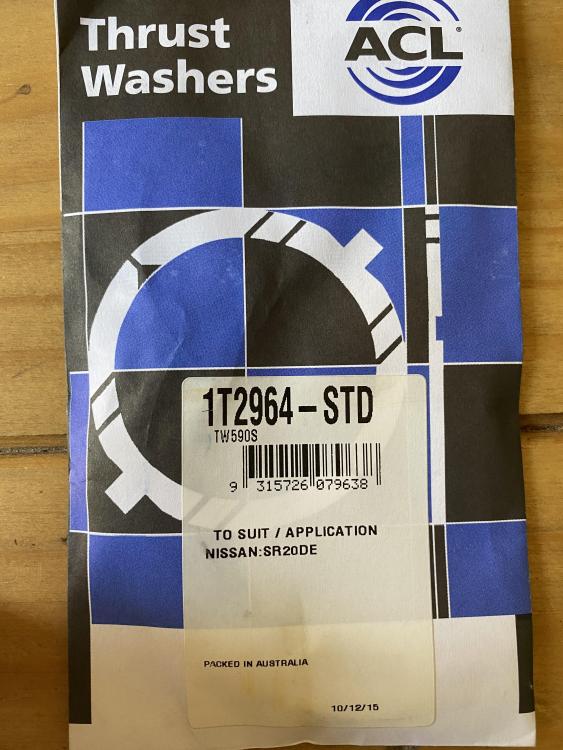 Thrust
Washers
ACL®
1T2964-STD
TW590S
9 315726 079638
TO SUIT / APPLICATION
NISSAN:SR20DE
PACKED IN AUSTRALIA
10/12/15